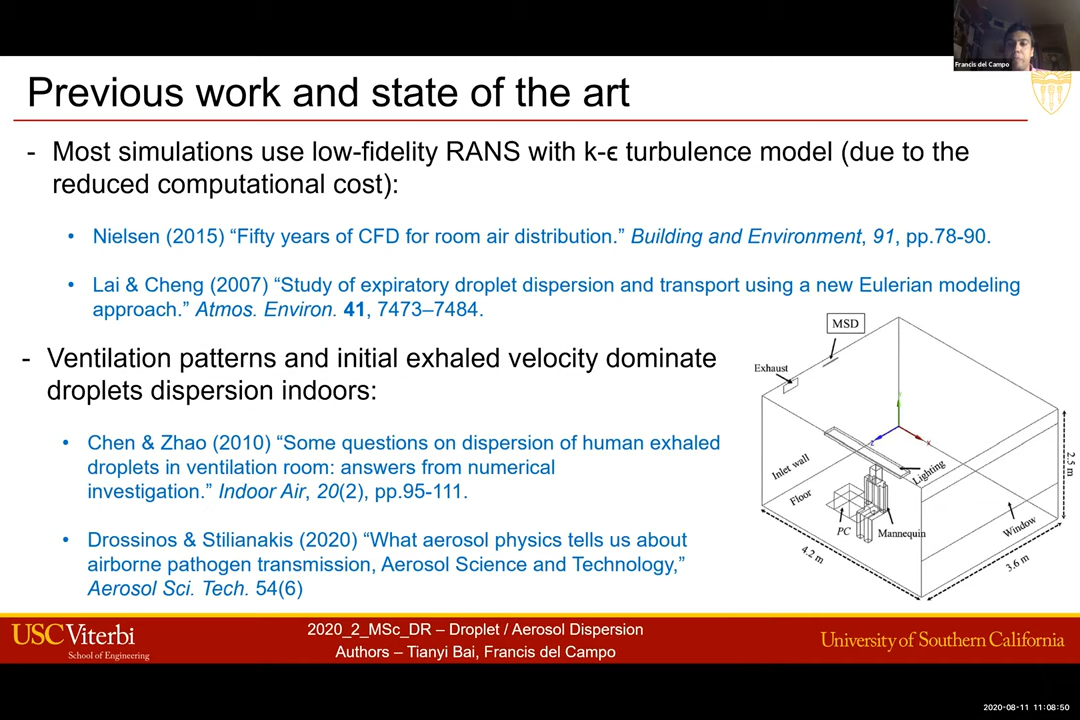 Francis del Campo
Previous work and state of the art
- Most simulations use low-fidelity RANS with k-ϵ turbulence model (due to the
reduced computational cost):
• Nielsen (2015) “Fifty years of CFD for room air distribution.” Building and Environment, 91, pp.78-90.
• Lai & Cheng (2007) “Study of expiratory droplet dispersion and transport using a new Eulerian modeling
approach.” Atmos. Environ. 41, 7473–7484.
- Ventilation patterns and initial exhaled velocity dominate
droplets dispersion indoors:
• Chen & Zhao (2010) “Some questions on dispersion of human exhaled
droplets in ventilation room: answers from numerical
investigation.” Indoor Air, 20(2), pp.95-111.
• Drossinos & Stilianakis (2020) “What aerosol physics tells us about
airborne pathogen transmission, Aerosol Science and Technology,”
Aerosol Sci. Tech. 54(6)
MSD
Exhaust
Y
Z
X
Inlet wall
Lighting
Floor
PC
Mannequin
Window
2.5 m
4.2 m
3.6 m
USC Viterbi
School of Engineering
2020_2_MSc_DR – Droplet / Aerosol Dispersion
Authors – Tianyi Bai, Francis del Campo
University of Southern California
2020-08-11 11:08:50